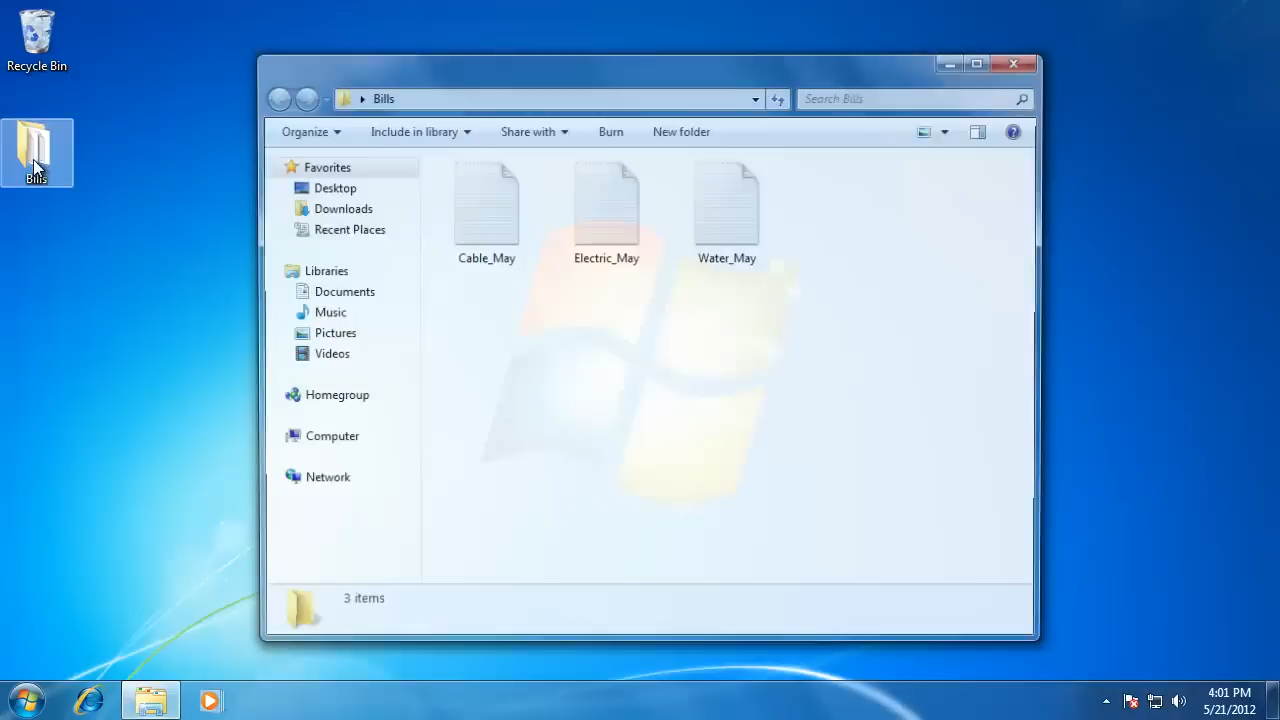 Recycle Bin
Bills
Bills
Search Bills
Organize
Include in library
Share with
Burn
New folder
Favorites
Desktop
Downloads
Recent Places
Libraries
Documents
Music
Pictures
Videos
Homegroup
Computer
Network
Cable_May
Electric_May
Water_May
3 items
4:01 PM
5/21/2012